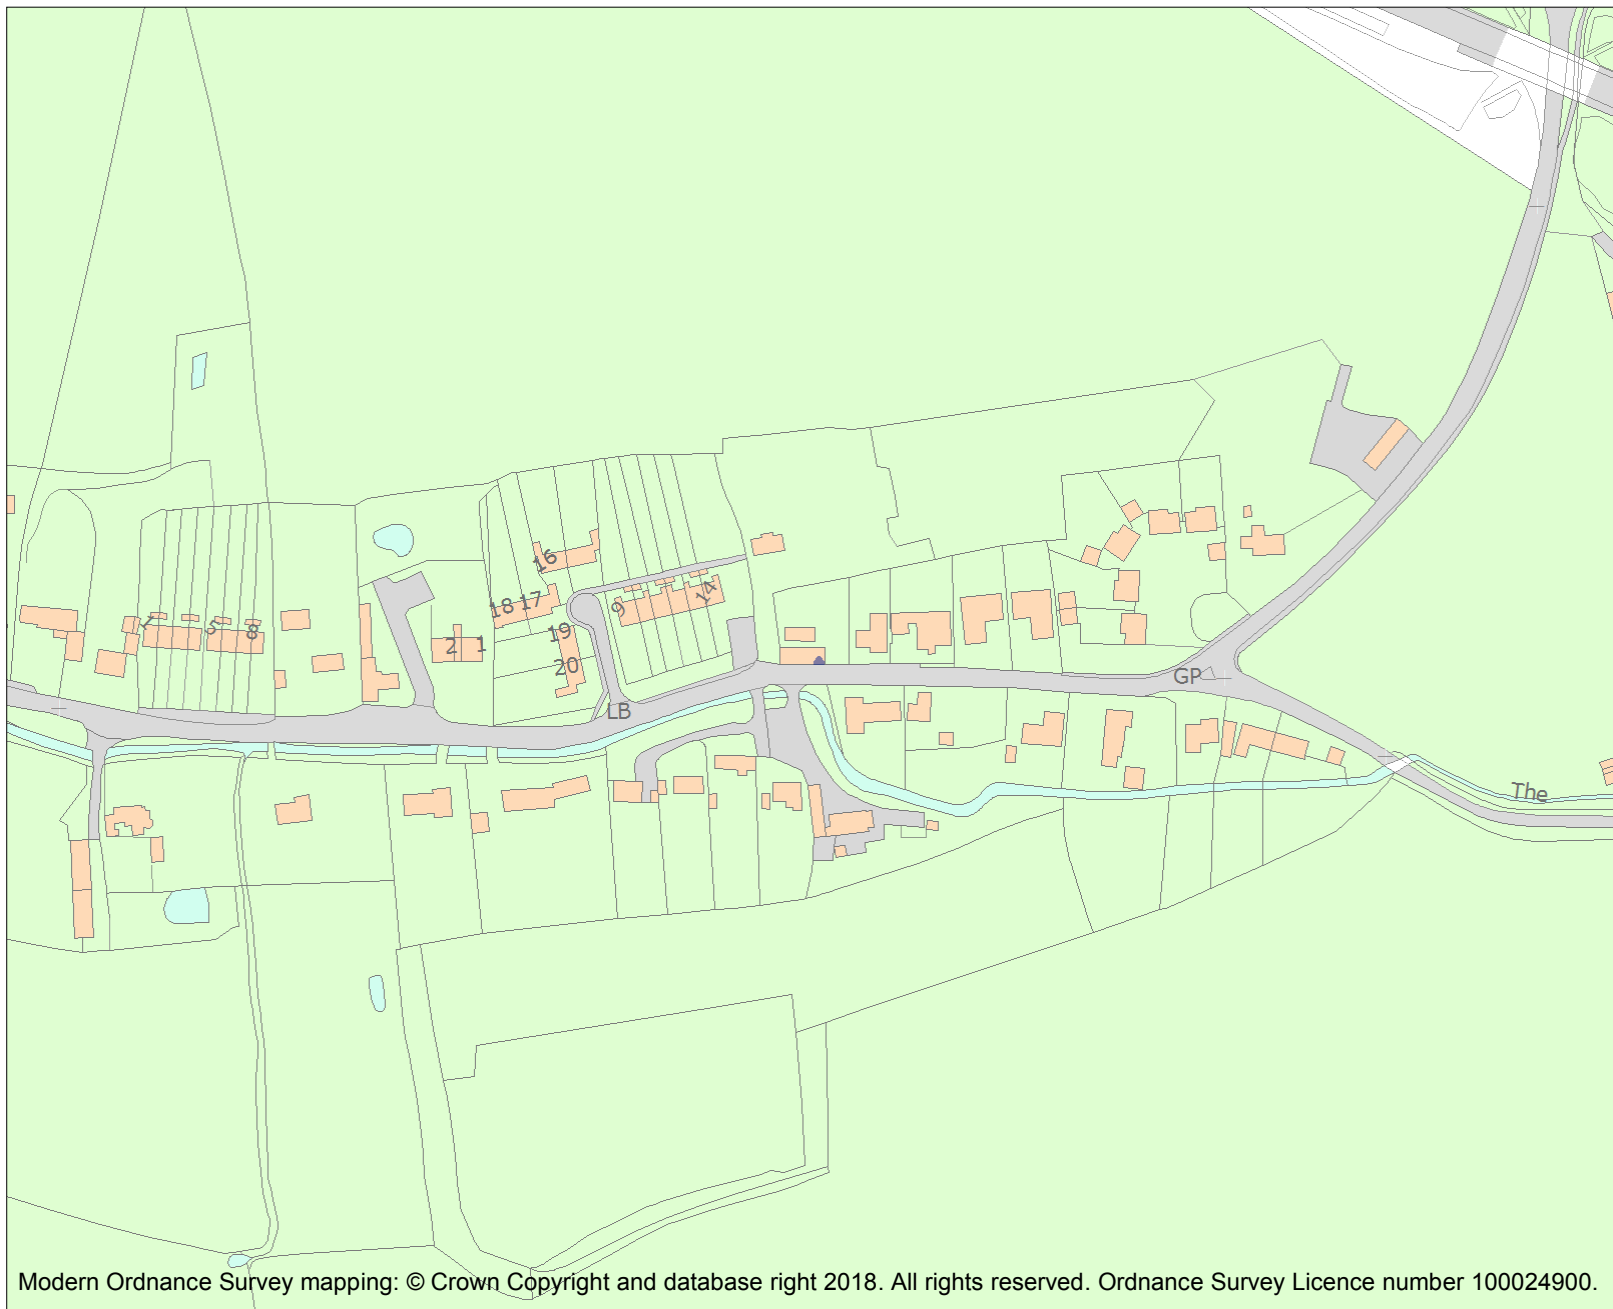 16
18 17
9
14
1
5
8
19
2
1
20
GP
LB
The
Modern Ordnance Survey mapping: © Crown Copyright and database right 2018. All rights reserved. Ordnance Survey Licence number 100024900.